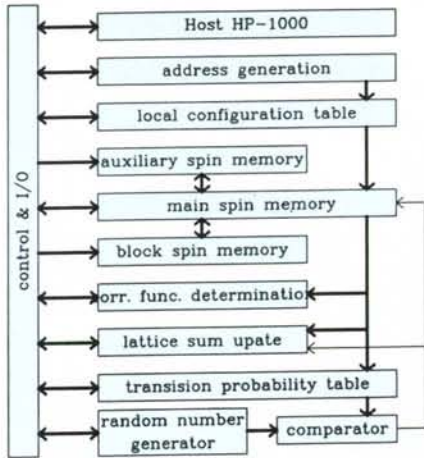 control & I/O
Host HP-1000
address generation
local configuration table
auxiliary spin memory
main spin memory
block spin memory
orr. func. determination
lattice sum upate
transision probability table
random number
generator
comparator